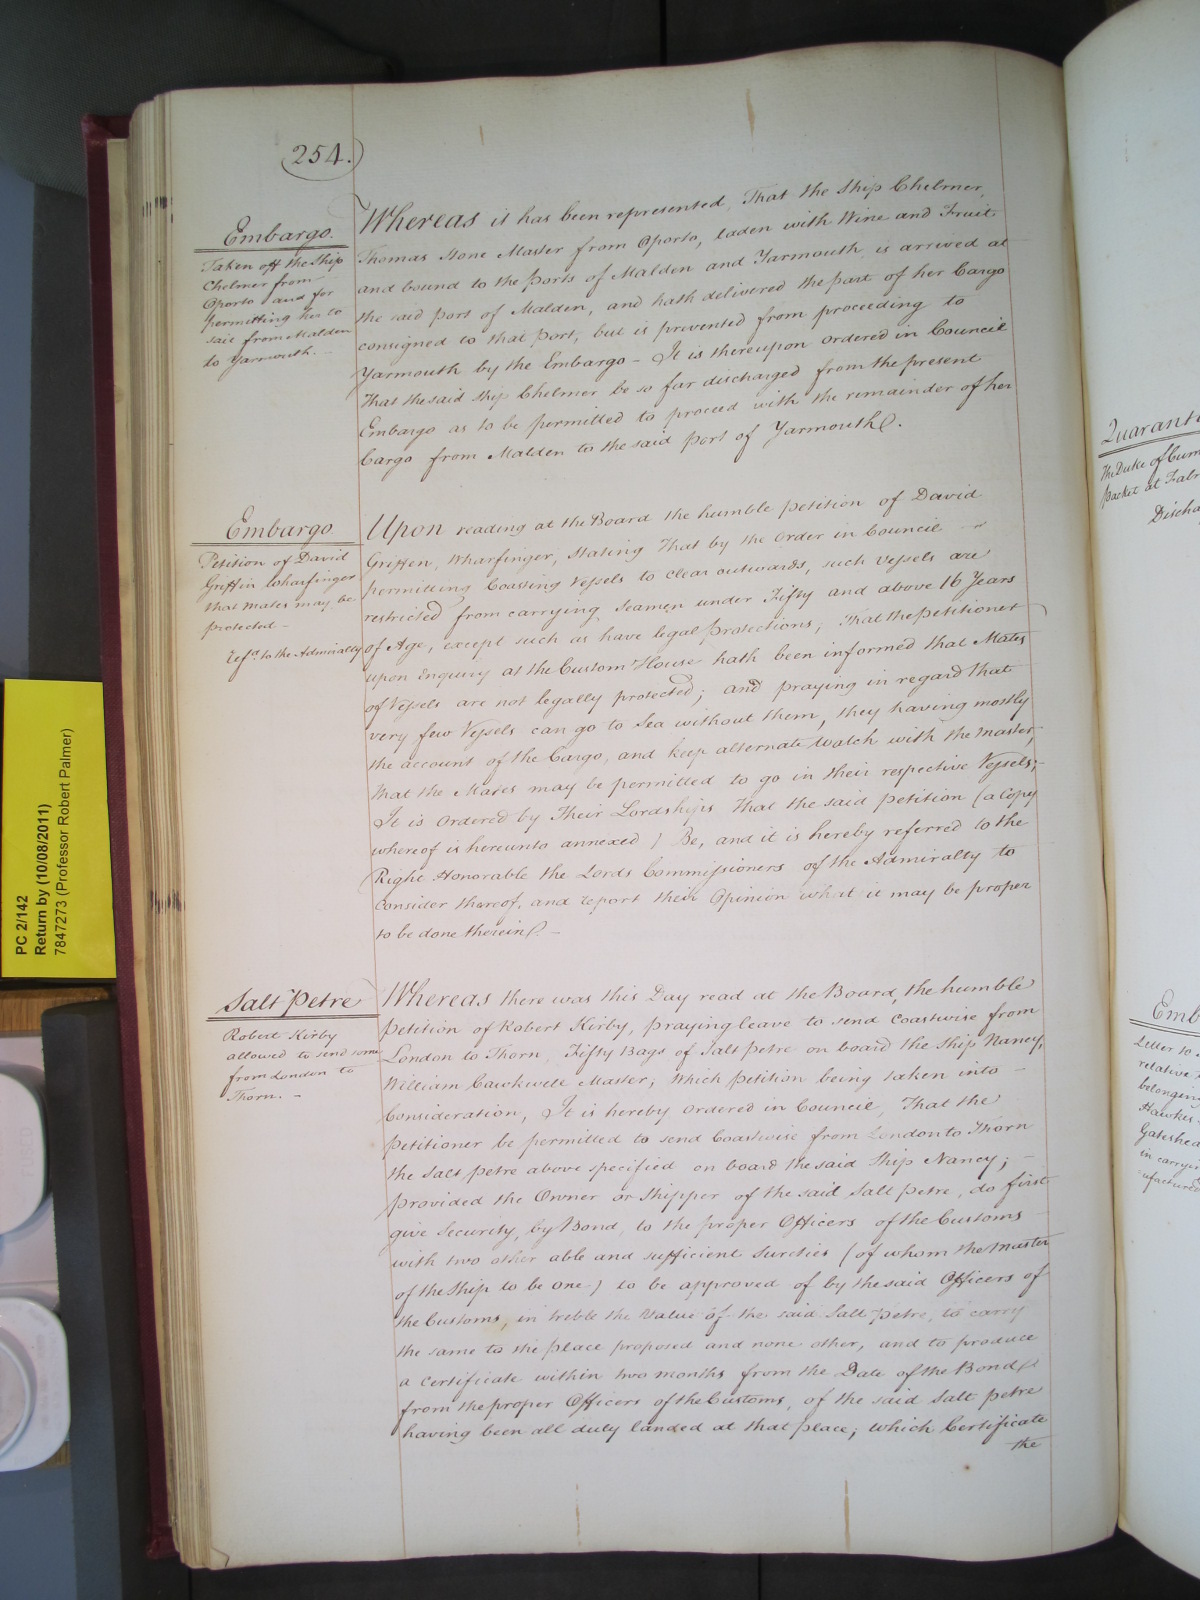 254.
Embargo.
Taken off the Ship
Chelmer from
Oporto and for
permitting her to
sail from Malden
to Yarmouth.
Whereas it has been represented, That the Ship Chelmer,
Thomas Stone Master from Oporto, laden with Wine and Fruit
and bound to the Ports of Malden and Yarmouth, is arrived at
the said Port of Malden, and hath delivered the part of her Cargo
consigned to that Port, but is prevented from proceeding to
Yarmouth by the Embargo - It is thereupon ordered in Council
That the said Ship Chelmer be so far discharged from the present
Embargo as to be permitted to proceed with the remainder of her
Cargo from Malden to the said Port of Yarmouth.
Embargo
Petition of David
Griffin Wharfinger
that Mates may be
protected -
Refd. to the Admiralty
Upon reading at the Board the humble Petition of David
Griffen, Wharfinger, stating That by the Order in Council
permitting Coasting Vessels to clear outwards, such Vessels are
restricted from carrying Seamen under Fifty and above 16 Years
of Age, except such as have legal Protections; That the Petitioner
upon Enquiry at the Custom House hath been informed that Mates
of Vessels are not legally protected; and praying in regard that
very few Vessels can go to Sea without them, they having mostly
the account of the Cargo, and keep alternate Watch with the Master,
that the Mates may be permitted to go in their respective Vessels;-
It is Ordered by Their Lordships That the said Petition (a Copy
whereof is hereunto annexed) Be, and it is hereby referred to the
Right Honorable the Lords Commissioners of the Admiralty to
consider thereof, and report their Opinion what it may be proper
to be done therein. -
Salt Petre
Robert Kirby
allowed to send some
from London to
Thorn. -
Whereas there was this Day read at the Board, the humble
Petition of Robert Kirby, praying leave to send Coastwise from
London to Thorn, Fifty Bags of Salt Petre on board the Ship Nancy,
William Cawkwell Master; Which Petition being taken into -
Consideration, It is hereby Ordered in Council, That the
Petitioner be permitted to send Coastwise from London to Thorn
the Salt Petre above specified on board the said Ship Nancy; -
provided the Owner or Shipper of the said Salt Petre, do first
give Security, by Bond, to the proper Officers of the Customs
with two other able and sufficient Sureties (of whom the Master
of the Ship to be one) to be approved of by the said Officers of
the Customs, in treble the Value of the said Salt Petre, to carry
the same to the place proposed and none other, and to produce
a Certificate within two months from the Date of the Bond
from the proper Officers of the Customs, of the said Salt Petre
having been all duly landed at that place; which Certificate
the
PC 2/142
Return by (10/08/2011)
7847273 (Professor Robert Palmer)
Quaranti
The Duke of Cum
Packet at Fal
Discha
Emb
Letter to
relative
belongin
Hawkes
Gateshea
in carryi